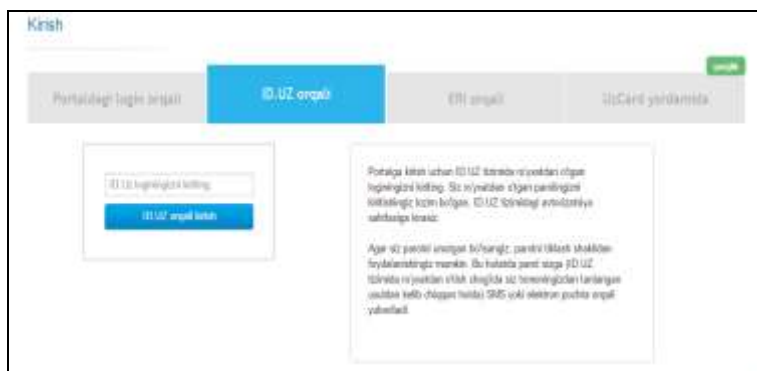 Kirish
Portaldagi login orqali
ID.UZ orqali
ERI orqali
UzCard yordamida
ID.Uz loginingizni kiriting
ID.UZ orqali kirish
Portalga kirish uchun ID.UZ tizimida ro'yxatdan o'tgan
loginingizni kiriting. Siz ro'yxatdan o'tgan parolingizni
kiritishingiz lozim bo'lgan, ID.UZ tizimidagi avtorizatsiya
sahifasiga kirasiz.
Agar siz parolni unutgan bo'lsangiz, parolni tiklash shaklidan
foydalanishingiz mumkin. Bu holatda parol sizga (ID.UZ
tizimida ro'yxatdan o'tish chog'ida siz tomoningizdan tanlangan
usuldan kelib chiqqan holda) SMS yoki elektron pochta orqali
yuboriladi.